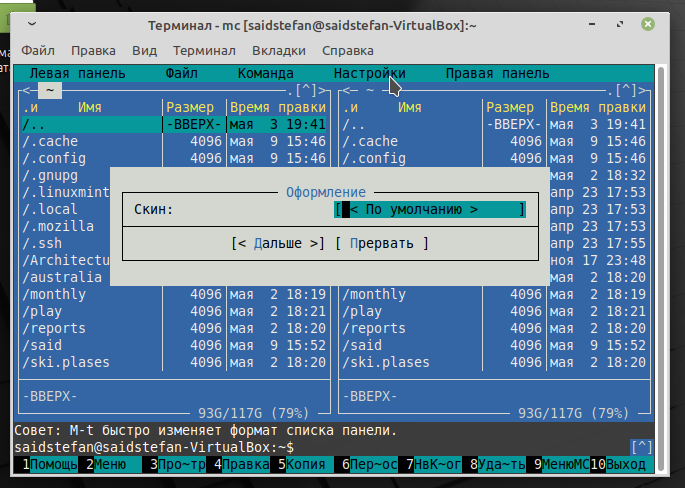 Терминал - mc [saidstefan@saidstefan-VirtualBox]:~
Файл Правка Вид Терминал Вкладки Справка
Левая панель Файл Команда Настройки Правая панель
<─ ~ .[^]> <─ ~ .[^]>
.и Имя Размер Время правки .и Имя Размер Время правки
/.. -ВВЕРХ- мая 3 19:41 /.. -ВВЕРХ- мая 3 19:41
/.cache 4096 мая 9 15:46 /.cache 4096 мая 9 15:46
/.config 4096 мая 9 15:46 /.config 4096 мая 9 15:46
/.gnupg мая 2 18:32
/.linuxmint апр 23 17:53
/.local апр 23 17:53
/.mozilla апр 23 17:53
/.ssh апр 23 17:55
/Architectu ноя 17 23:48
/australia мая 2 18:20
Оформление
Скин: [ < По умолчанию > ]
[< Дальше >] [ Прервать ]
/monthly 4096 мая 2 18:19 /monthly 4096 мая 2 18:19
/play 4096 мая 2 18:21 /play 4096 мая 2 18:21
/reports 4096 мая 2 18:20 /reports 4096 мая 2 18:20
/said 4096 мая 9 15:52 /said 4096 мая 9 15:52
/ski.plases 4096 мая 2 18:20 /ski.plases 4096 мая 2 18:20
-ВВЕРХ- -ВВЕРХ-
93G/117G (79%) 93G/117G (79%)
Совет: M-t быстро изменяет формат списка панели.
saidstefan@saidstefan-VirtualBox:~$ [^]
1Помощь 2Меню 3Про~тр 4Правка 5Копия 6Пер~ос 7НвК~ог 8Уда~ть 9МенюMC 10Выход